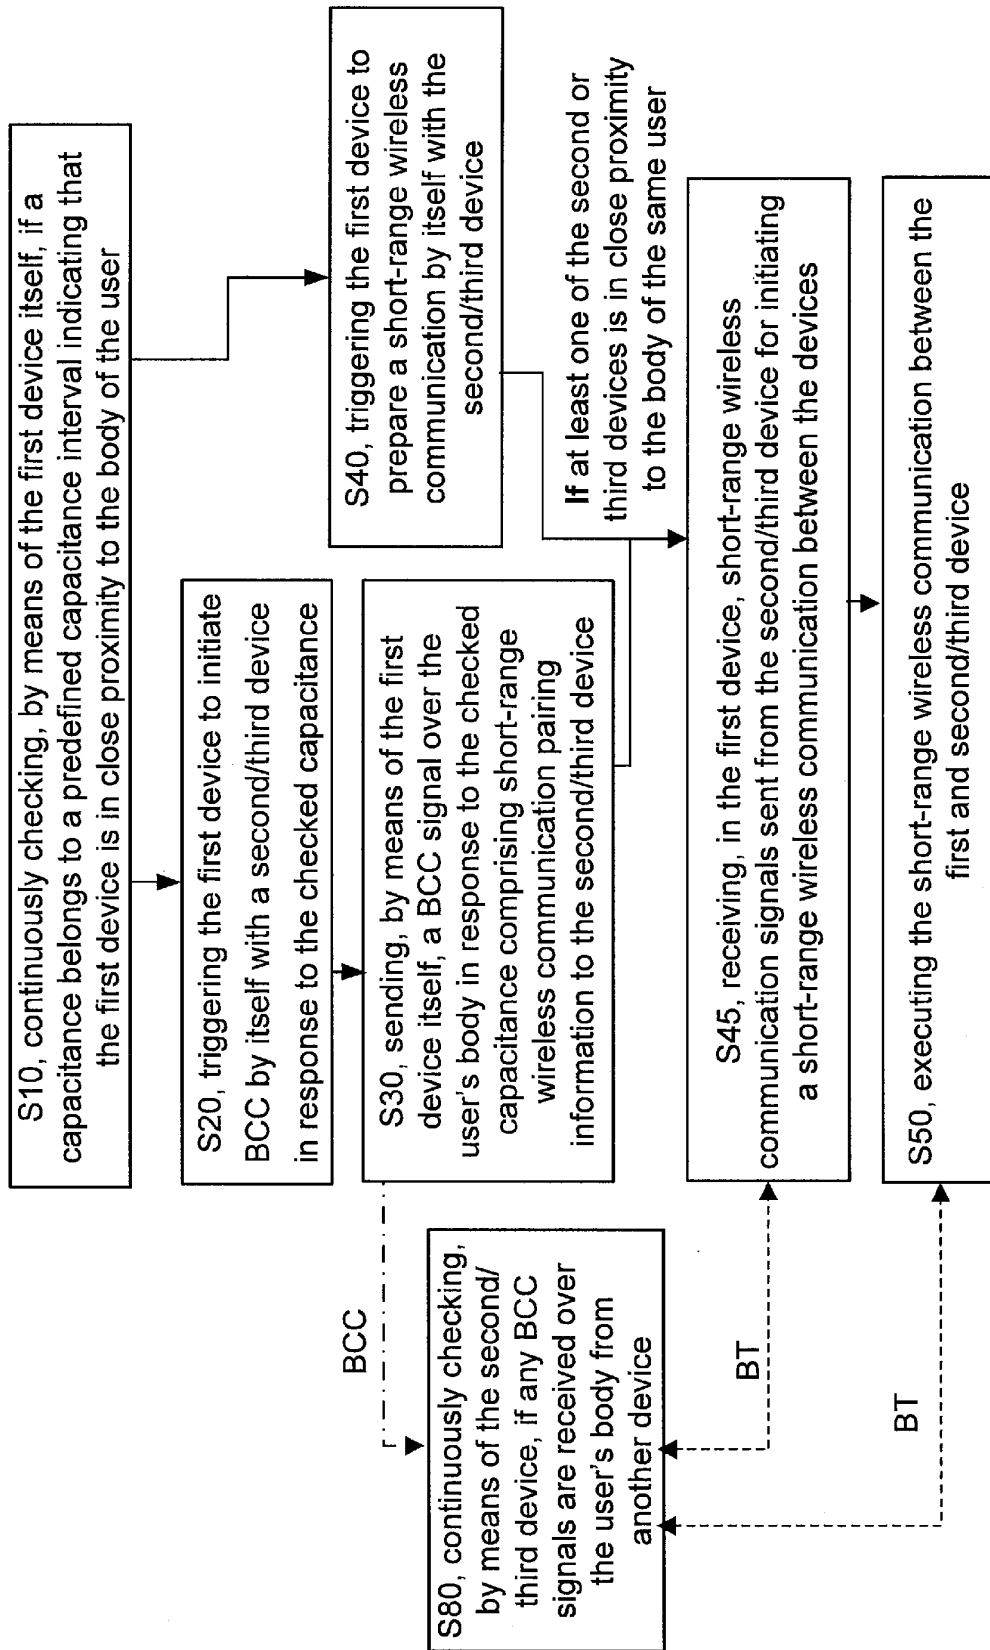 S10, continuously checking, by means of the first device itself, if a
capacitance belongs to a predefined capacitance interval indicating that
the first device is in close proximity to the body of the user
S20, triggering the first device to initiate
BCC by itself with a second/third device
in response to the checked capacitance
S30, sending, by means of the first
device itself, a BCC signal over the
user's body in response to the checked
capacitance comprising short-range
wireless communication pairing
information to the second/third device
S40, triggering the first device to
prepare a short-range wireless
communication by itself with the
second/third device
If at least one of the second or
third devices is in close proximity
to the body of the same user
BCC
S80, continuously checking,
by means of the second/
third device, if any BCC
signals are received over
the user's body from
another device
S45, receiving, in the first device, short-range wireless
communication signals sent from the second/third device for initiating
a short-range wireless communication between the devices
BT
S50, executing the short-range wireless communication between the
first and second/third device
BT